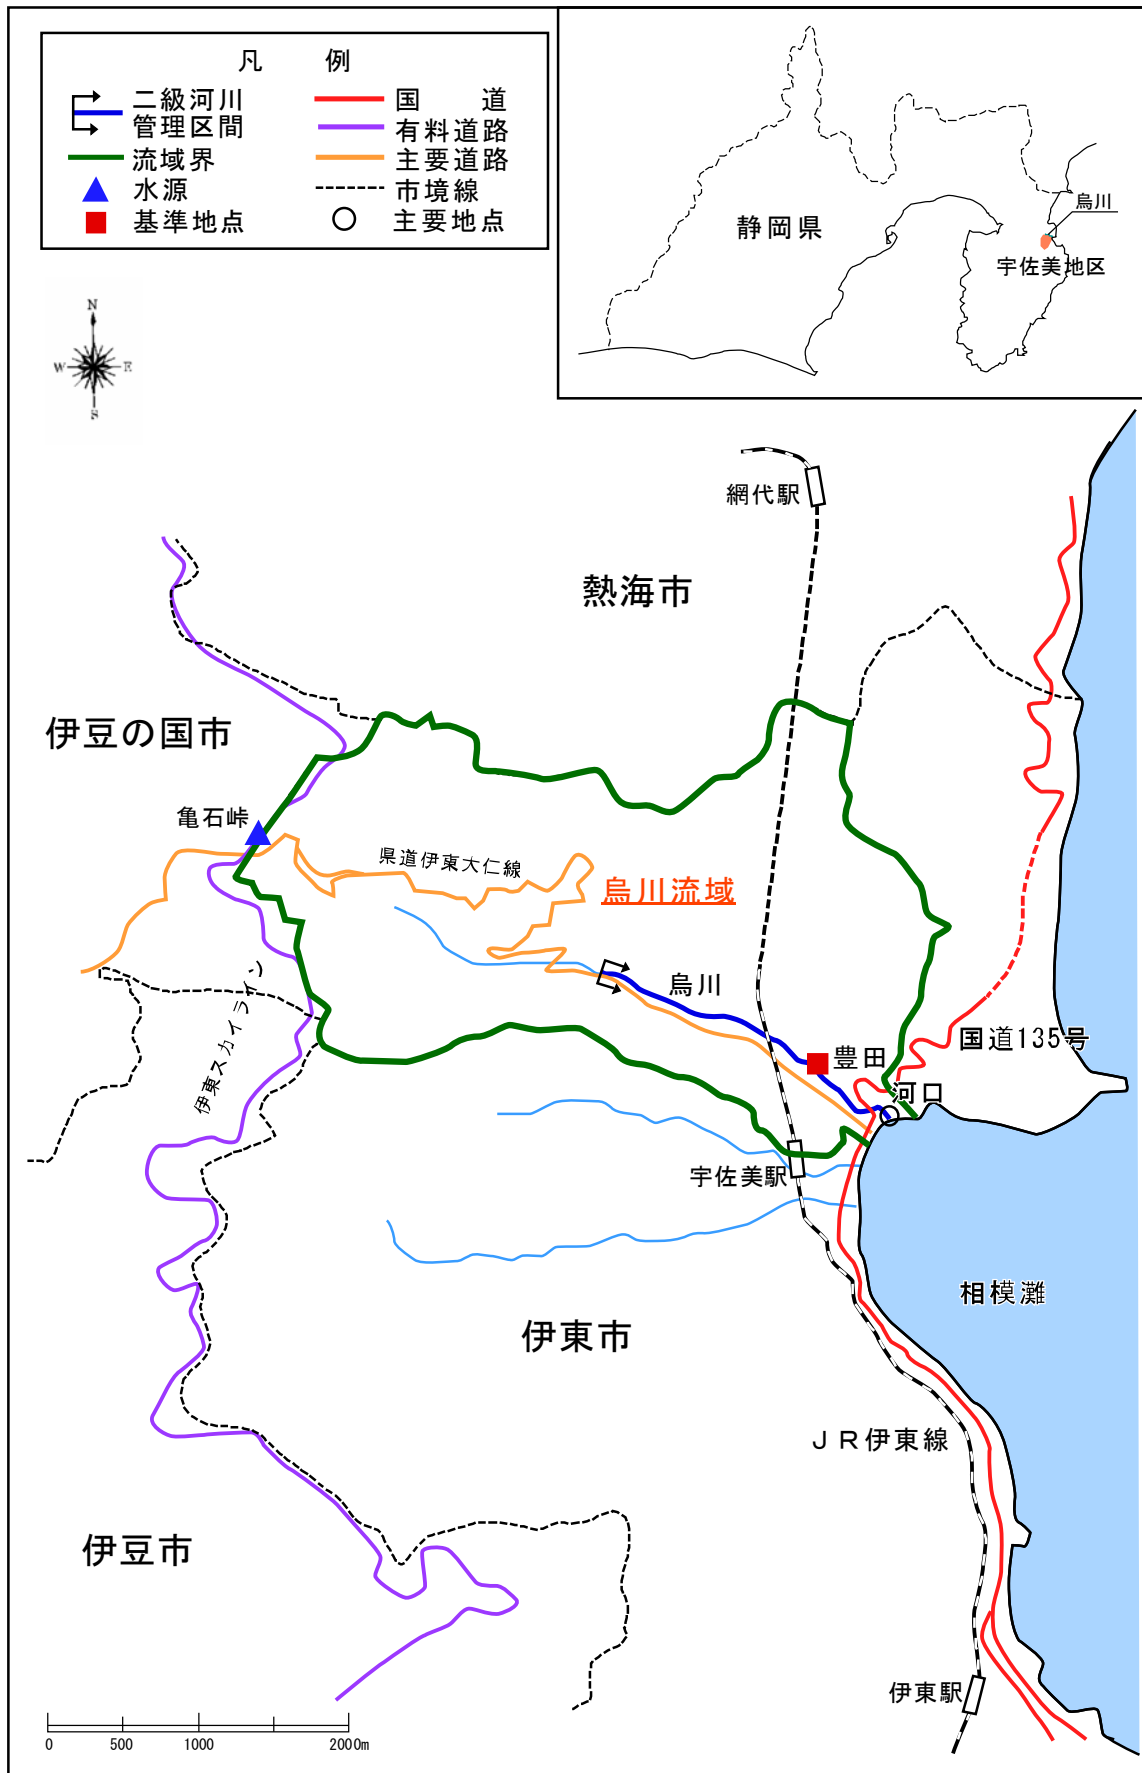 凡 例
二級河川
管理区間
流域界
水源
基準地点
国 道
有料道路
主要道路
市境線
主要地点
静岡県
烏川
宇佐美地区
N
W
E
S
網代駅
熱海市
伊豆の国市
亀石峠
県道伊東大仁線
烏川流域
烏川
伊東スカイライン
豊田
国道135号
河口
宇佐美駅
相模灘
伊東市
JR伊東線
伊豆市
伊東駅
0 500 1000 2000m